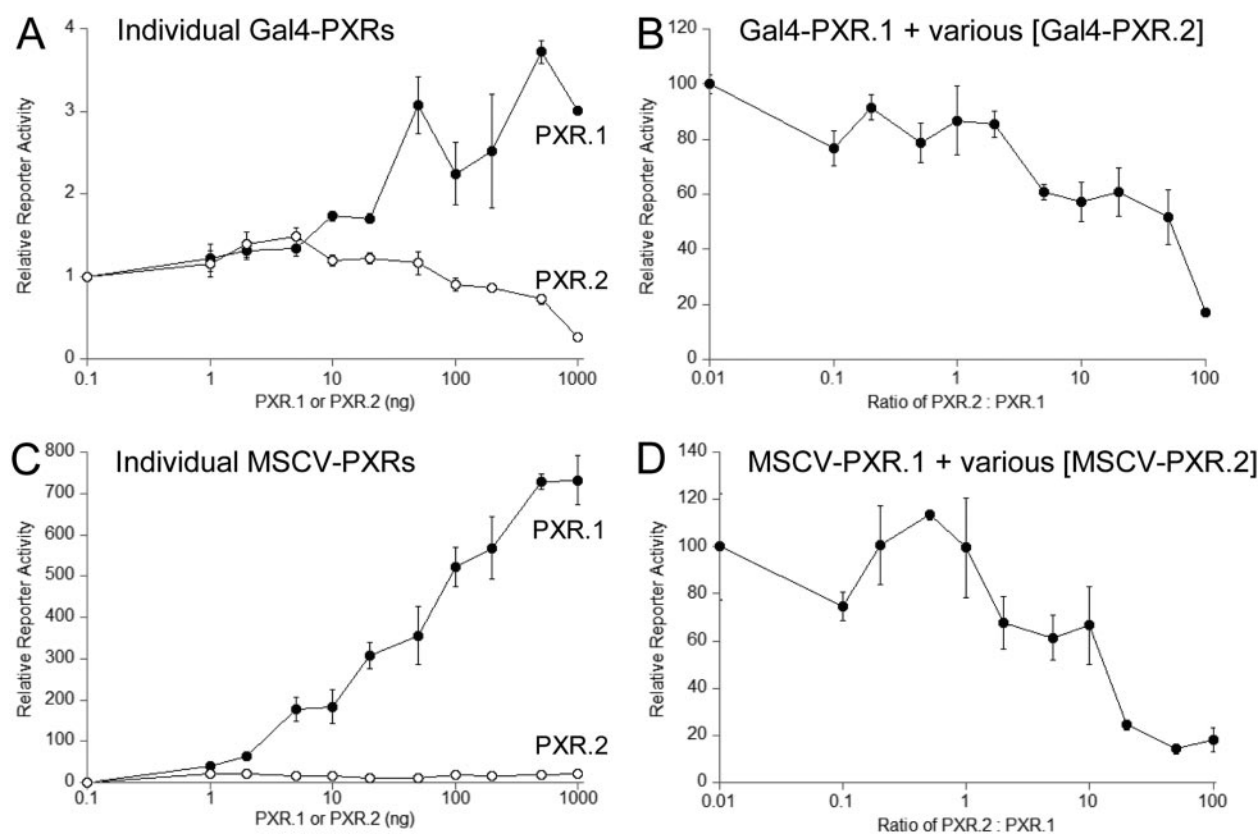 A Individual Gal4-PXRs
Relative Reporter Activity
4
3
2
1
0
PXR.1
PXR.2
0.1 1 10 100 1000
PXR.1 or PXR.2 (ng)
B Gal4-PXR.1 + various [Gal4-PXR.2]
Relative Reporter Activity
120
100
80
60
40
20
0
0.01 0.1 1 10 100
Ratio of PXR.2 : PXR.1
C Individual MSCV-PXRs
Relative Reporter Activity
800
700
600
500
400
300
200
100
0
PXR.1
PXR.2
0.1 1 10 100 1000
PXR.1 or PXR.2 (ng)
D MSCV-PXR.1 + various [MSCV-PXR.2]
Relative Reporter Activity
140
120
100
80
60
40
20
0
0.01 0.1 1 10 100
Ratio of PXR.2 : PXR.1